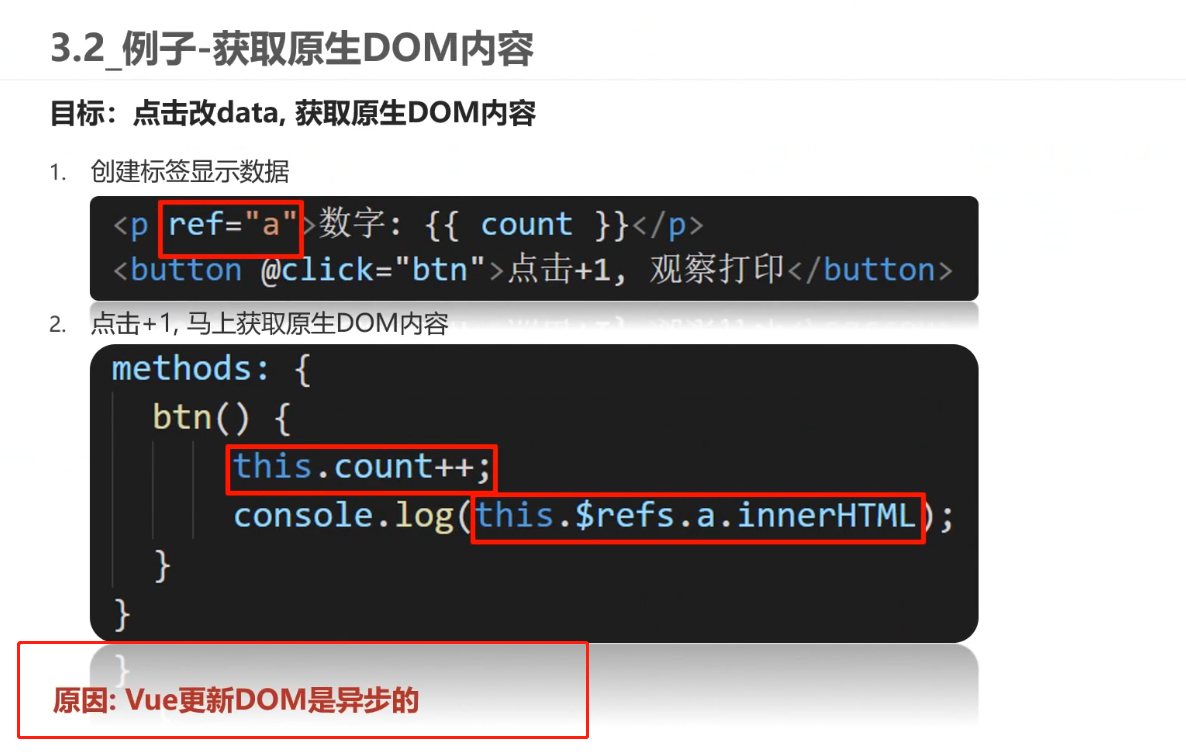 3.2_例子-获取原生DOM内容
目标：点击改data, 获取原生DOM内容
1. 创建标签显示数据
<p ref="a">数字: {{ count }}</p>
<button @click="btn">点击+1, 观察打印</button>
2. 点击+1, 马上获取原生DOM内容
methods: {
btn() {
this.count++;
console.log(this.$refs.a.innerHTML);
}
}
原因: Vue更新DOM是异步的